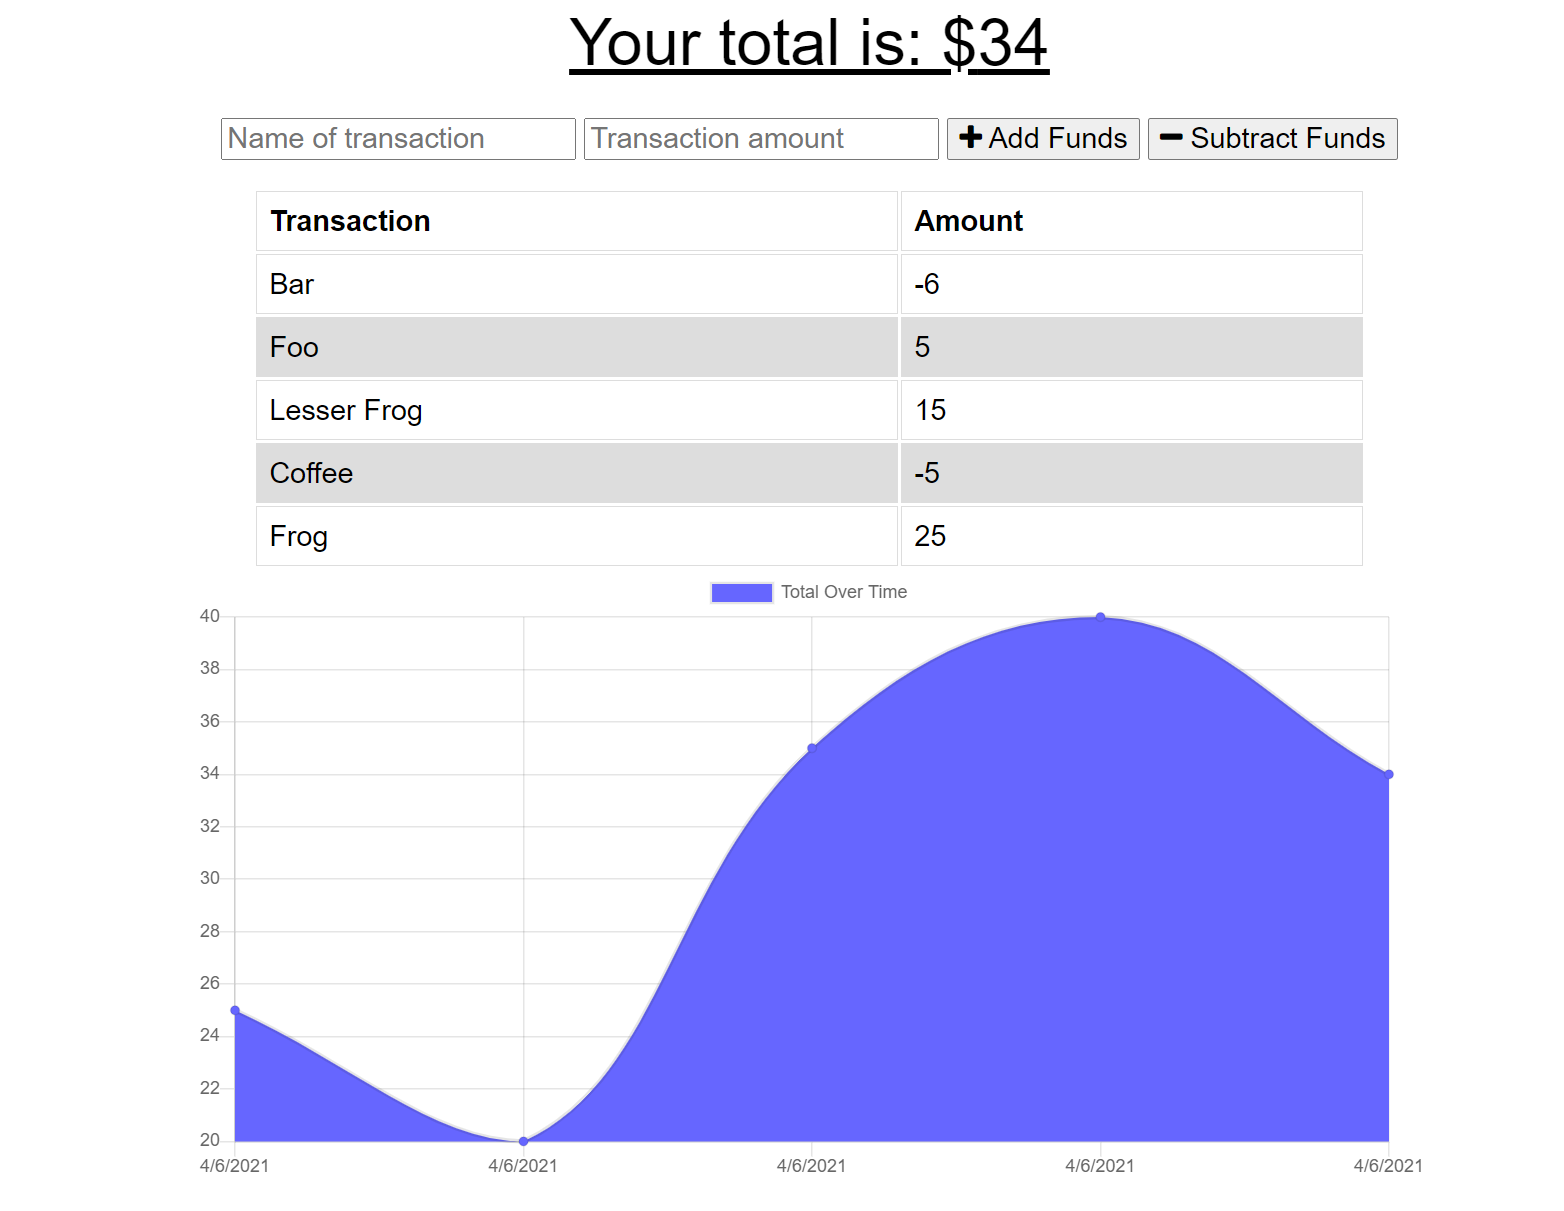 Your total is: $34
Name of transaction Transaction amount Add Funds Subtract Funds
Transaction Amount
Bar -6
Foo 5
Lesser Frog 15
Coffee -5
Frog 25
Total Over Time
40
38
36
34
32
30
28
26
24
22
20
4/6/2021 4/6/2021 4/6/2021 4/6/2021 4/6/2021